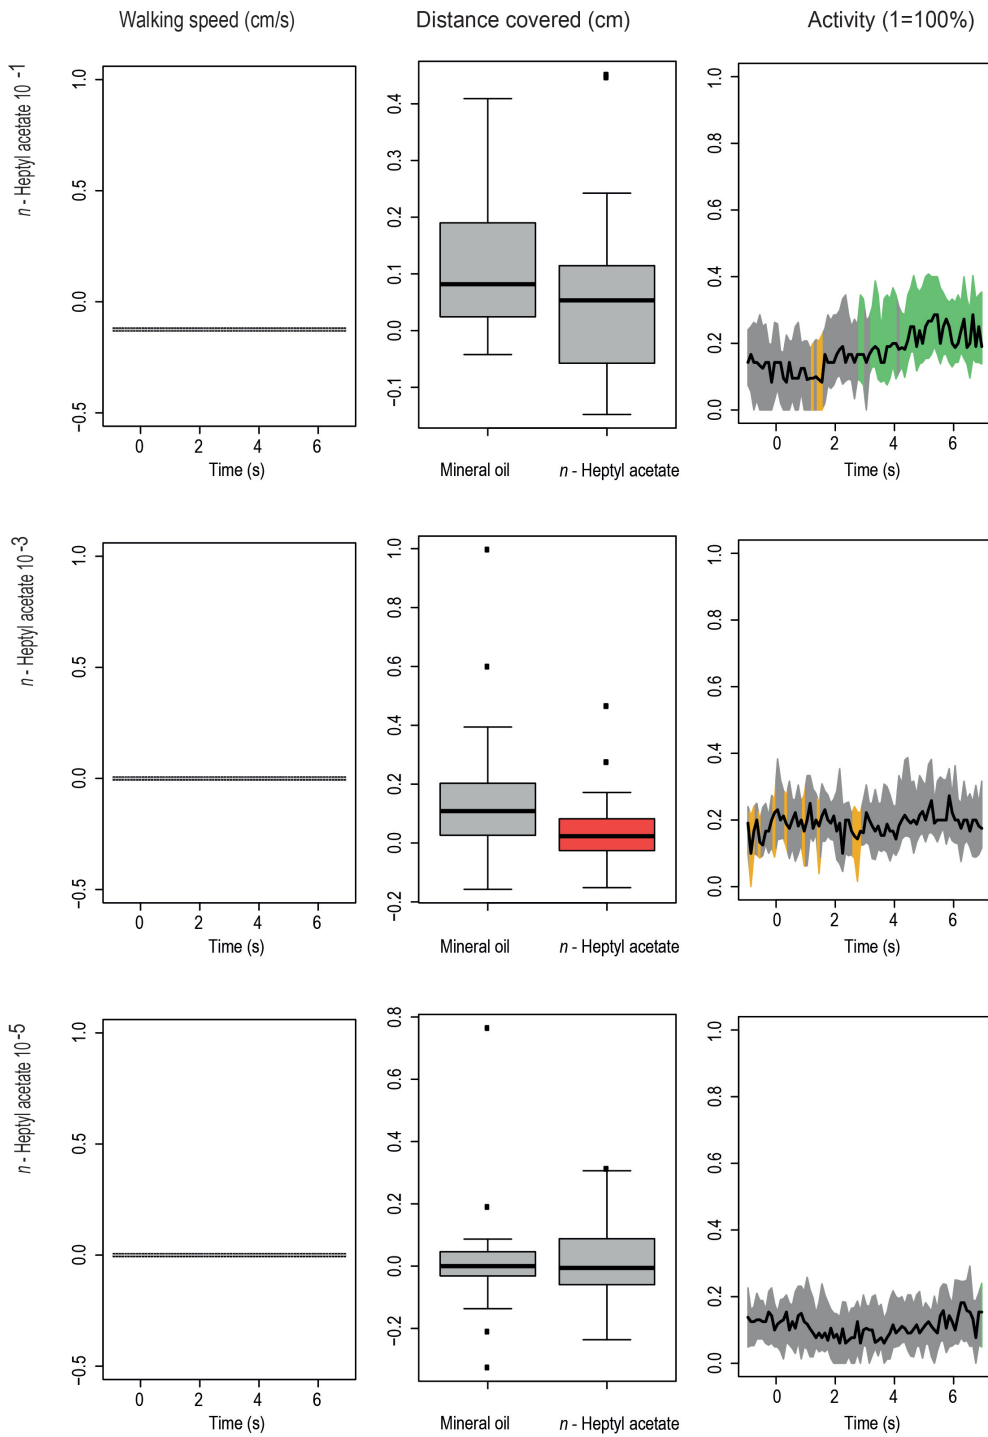 Walking speed (cm/s) Distance covered (cm) Activity (1=100%)
n - Heptyl acetate 10 -1
1.0
0.5
0.0
−0.5
0 2 4 6
Time (s)
0.4
0.3
0.2
0.1
0.0
−0.1
Mineral oil n - Heptyl acetate
1.0
0.8
0.6
0.4
0.2
0.0
0 2 4 6
Time (s)
n - Heptyl acetate 10 -3
1.0
0.5
0.0
−0.5
0 2 4 6
Time (s)
1.0
0.8
0.6
0.4
0.2
0.0
−0.2
Mineral oil n - Heptyl acetate
1.0
0.8
0.6
0.4
0.2
0.0
0 2 4 6
Time (s)
n - Heptyl acetate 10 -5
1.0
0.5
0.0
−0.5
0 2 4 6
Time (s)
0.8
0.6
0.4
0.2
0.0
−0.2
Mineral oil n - Heptyl acetate
1.0
0.8
0.6
0.4
0.2
0.0
0 2 4 6
Time (s)